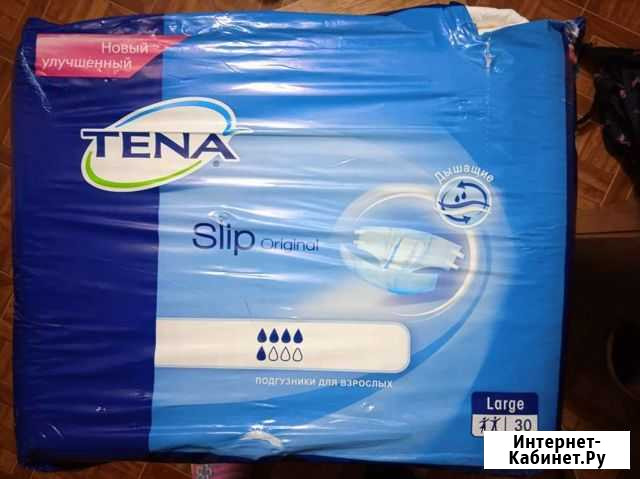 Новый
улучшенный
TENA
Дышащие
Slip Original
ПОДГУЗНИКИ ДЛЯ ВЗРОСЛЫХ
Large
30
Интернет-
Кабинет.Ру